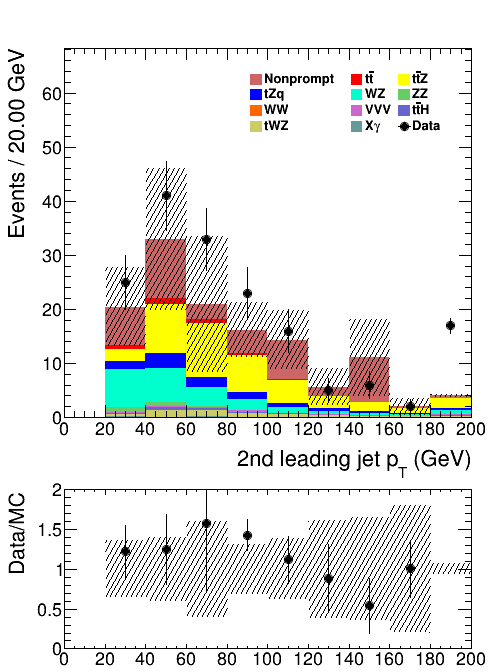 Events / 20.00 GeV
Nonprompt tt̄ tt̄Z
tZq WZ ZZ
WW VVV tt̄H
tWZ Xγ Data
60
50
40
30
20
10
0
0 20 40 60 80 100 120 140 160 180 200
2nd leading jet p_T (GeV)
Data/MC
2
1.5
1
0.5
0
0 20 40 60 80 100 120 140 160 180 200